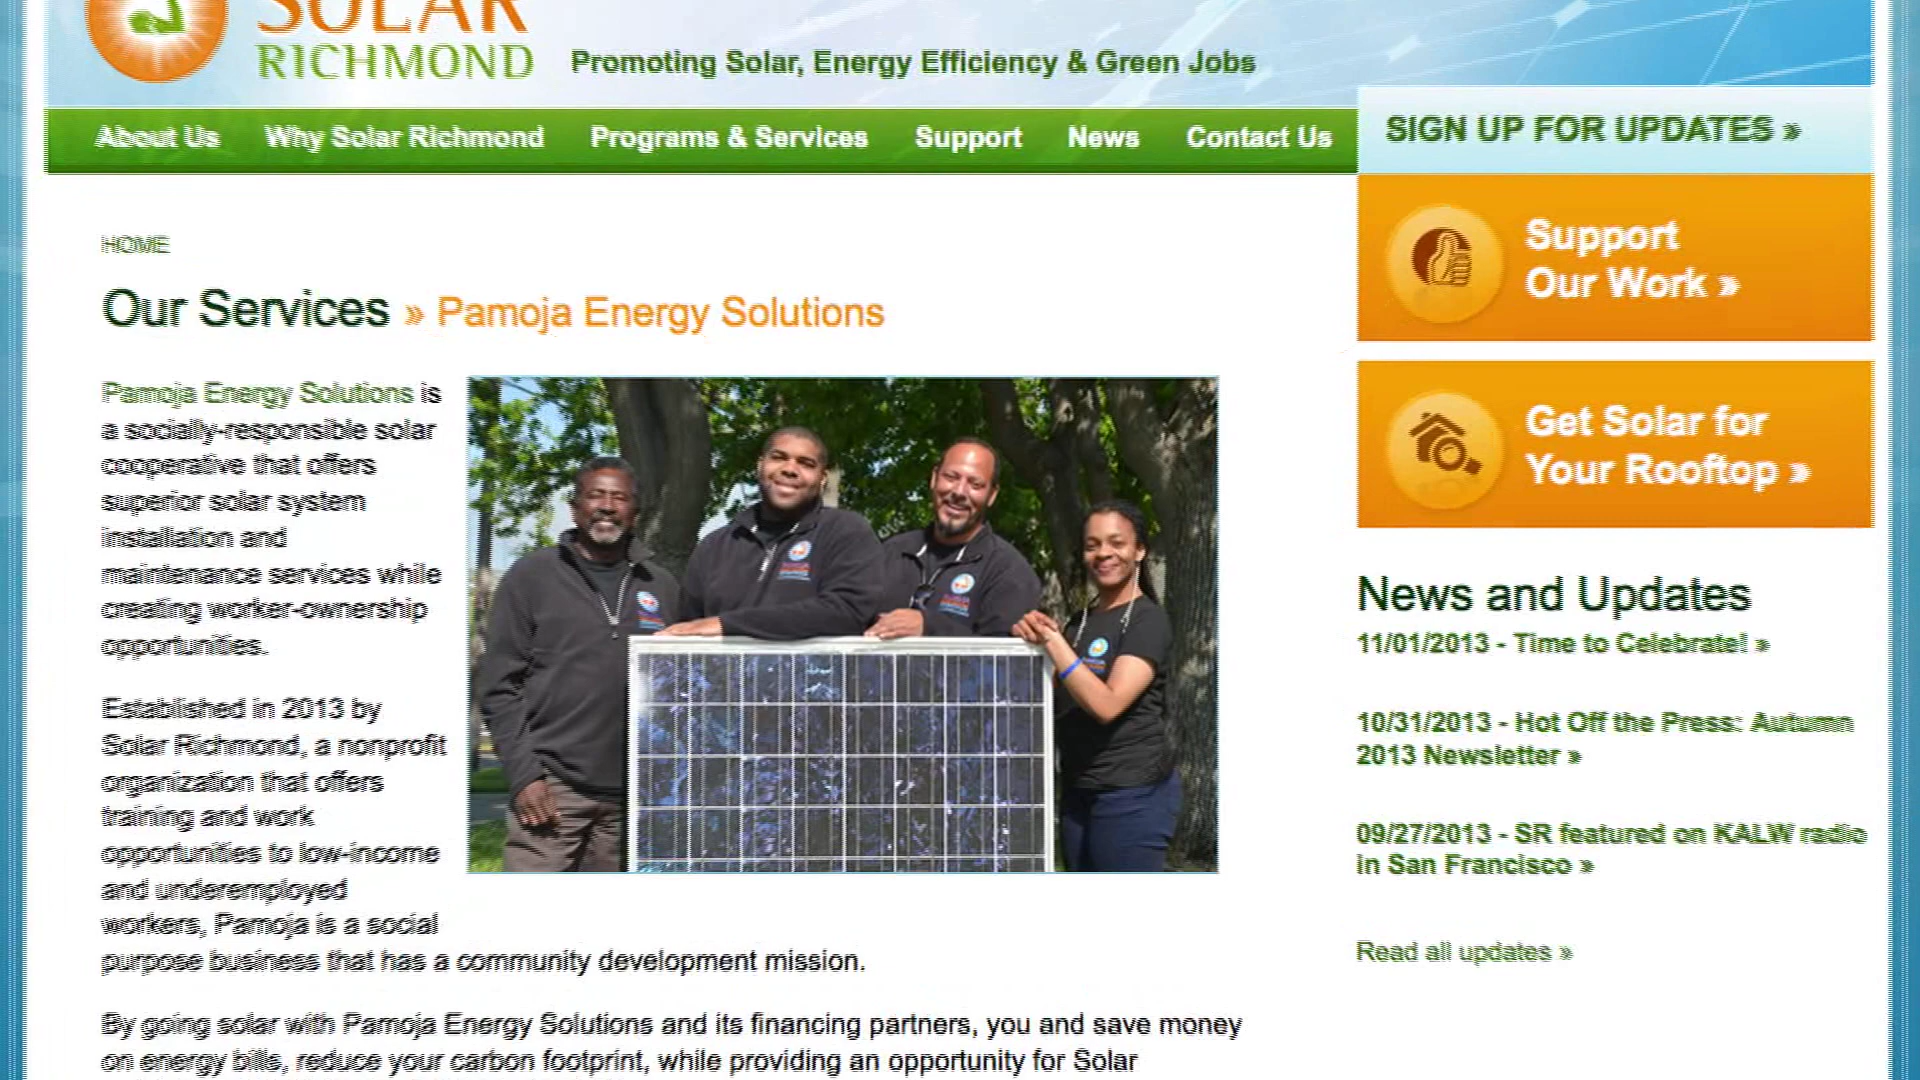 SOLAR
RICHMOND
Promoting Solar, Energy Efficiency & Green Jobs
About Us Why Solar Richmond Programs & Services Support News Contact Us
SIGN UP FOR UPDATES »
Support
Our Work »
Get Solar for
Your Rooftop »
HOME
Our Services » Pamoja Energy Solutions
Pamoja Energy Solutions is
a socially-responsible solar
cooperative that offers
superior solar system
installation and
maintenance services while
creating worker-ownership
opportunities.
Established in 2013 by
Solar Richmond, a nonprofit
organization that offers
training and work
opportunities to low-income
and underemployed
workers, Pamoja is a social
purpose business that has a community development mission.
By going solar with Pamoja Energy Solutions and its financing partners, you and save money
on energy bills, reduce your carbon footprint, while providing an opportunity for Solar
News and Updates
11/01/2013 - Time to Celebrate! »
10/31/2013 - Hot Off the Press: Autumn
2013 Newsletter »
09/27/2013 - SR featured on KALW radio
in San Francisco »
Read all updates »